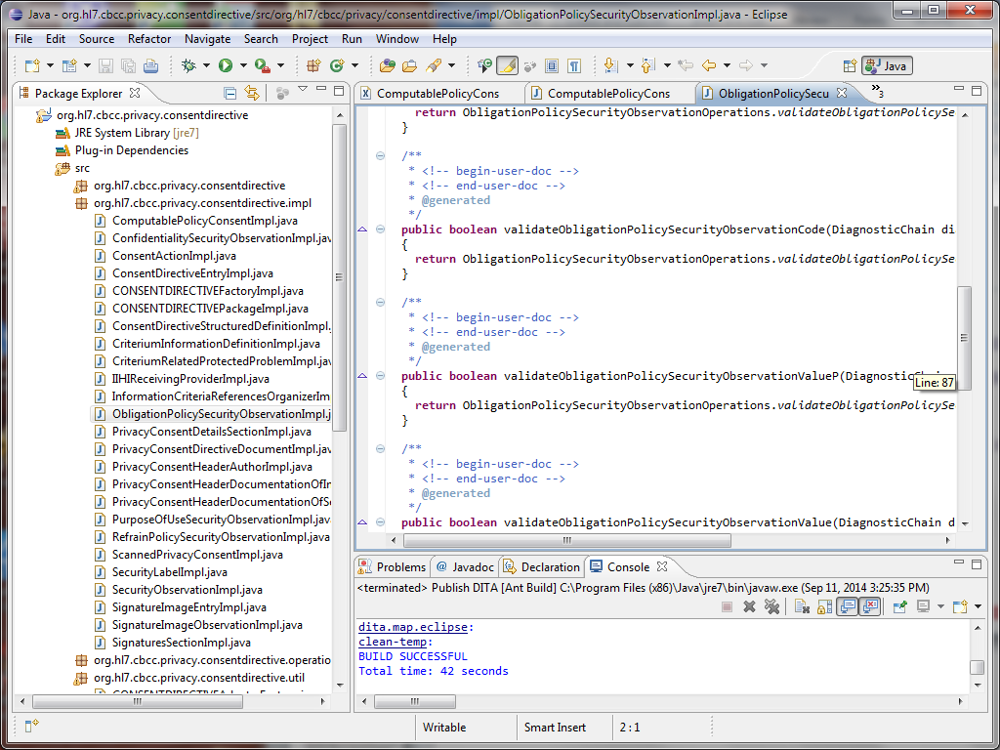 Java - org.hl7.cbcc.privacy.consentdirective/src/org/hl7/cbcc/privacy/consentdirective/impl/ObligationPolicySecurityObservationImpl.java - Eclipse
File Edit Source Refactor Navigate Search Project Run Window Help
Java
Package Explorer
org.hl7.cbcc.privacy.consentdirective
JRE System Library [jre7]
Plug-in Dependencies
src
org.hl7.cbcc.privacy.consentdirective
org.hl7.cbcc.privacy.consentdirective.impl
ComputablePolicyConsentImpl.java
ConfidentialitySecurityObservationImpl.jav
ConsentActionImpl.java
ConsentDirectiveEntryImpl.java
CONSENTDIRECTIVEFactoryImpl.java
CONSENTDIRECTIVEPackageImpl.java
ConsentDirectiveStructuredDefinitionImpl.
CriteriumInformationDefinitionImpl.java
CriteriumRelatedProtectedProblemImpl.jav
IIHIReceivingProviderImpl.java
InformationCriteriaReferencesOrganizerIm
ObligationPolicySecurityObservationImpl.j
PrivacyConsentDetailsSectionImpl.java
PrivacyConsentDirectiveDocumentImpl.jav
PrivacyConsentHeaderAuthorImpl.java
PrivacyConsentHeaderDocumentationOfIn
PrivacyConsentHeaderDocumentationOfSe
PurposeOfUseSecurityObservationImpl.java
RefrainPolicySecurityObservationImpl.java
ScannedPrivacyConsentImpl.java
SecurityLabelImpl.java
SecurityObservationImpl.java
SignatureImageEntryImpl.java
SignatureImageObservationImpl.java
SignaturesSectionImpl.java
org.hl7.cbcc.privacy.consentdirective.operatio
org.hl7.cbcc.privacy.consentdirective.util
ComputablePolicyCons ComputablePolicyCons ObligationPolicySecu »3
return ObligationPolicySecurityObservationOperations.validateObligationPolicySe
}
/**
* <!-- begin-user-doc -->
* <!-- end-user-doc -->
* @generated
*/
public boolean validateObligationPolicySecurityObservationCode(DiagnosticChain di
{
return ObligationPolicySecurityObservationOperations.validateObligationPolicySe
}
/**
* <!-- begin-user-doc -->
* <!-- end-user-doc -->
* @generated
*/
public boolean validateObligationPolicySecurityObservationValueP(DiagnosticChain
Line: 87
{
return ObligationPolicySecurityObservationOperations.validateObligationPolicySe
}
/**
* <!-- begin-user-doc -->
* <!-- end-user-doc -->
* @generated
*/
public boolean validateObligationPolicySecurityObservationValue(DiagnosticChain d
Problems @ Javadoc Declaration Console
<terminated> Publish DITA [Ant Build] C:\Program Files (x86)\Java\jre7\bin\javaw.exe (Sep 11, 2014 3:25:35 PM)
dita.map.eclipse:
clean-temp:
BUILD SUCCESSFUL
Total time: 42 seconds
Writable Smart Insert 2 : 1